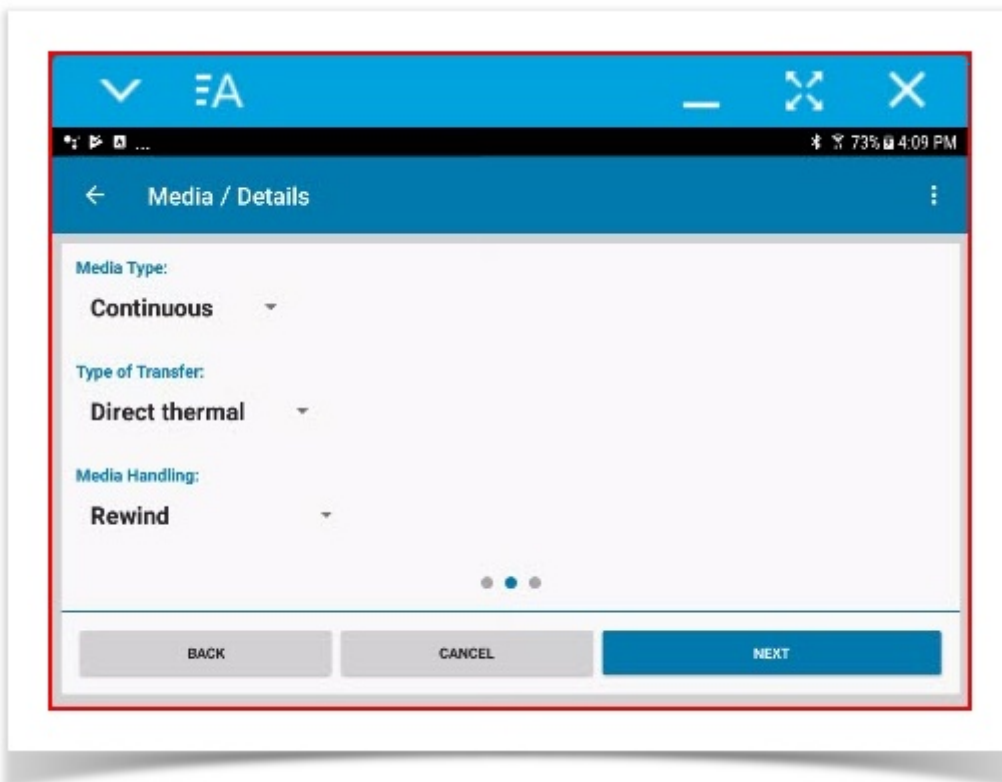 A
... 73% 4:09 PM
Media / Details
Media Type:
Continuous
Type of Transfer:
Direct thermal
Media Handling:
Rewind
BACK CANCEL NEXT